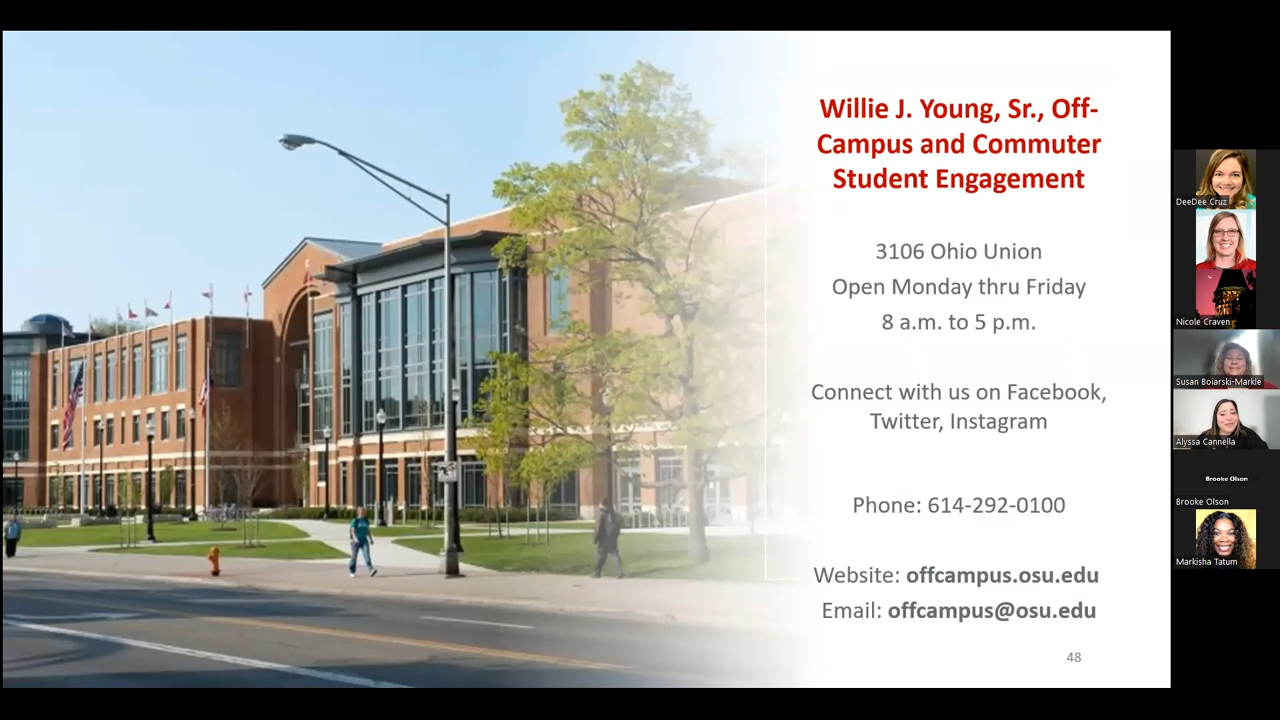 Willie J. Young, Sr., Off-
Campus and Commuter
Student Engagement
3106 Ohio Union
Open Monday thru Friday
8 a.m. to 5 p.m.
Connect with us on Facebook,
Twitter, Instagram
Phone: 614-292-0100
Website: offcampus.osu.edu
Email: offcampus@osu.edu
48
DeeDee Cruz
Nicole Craven
Susan Boiarski-Markle
Alyssa Cannella
Brooke Olson
Brooke Olson
Markisha Tatum